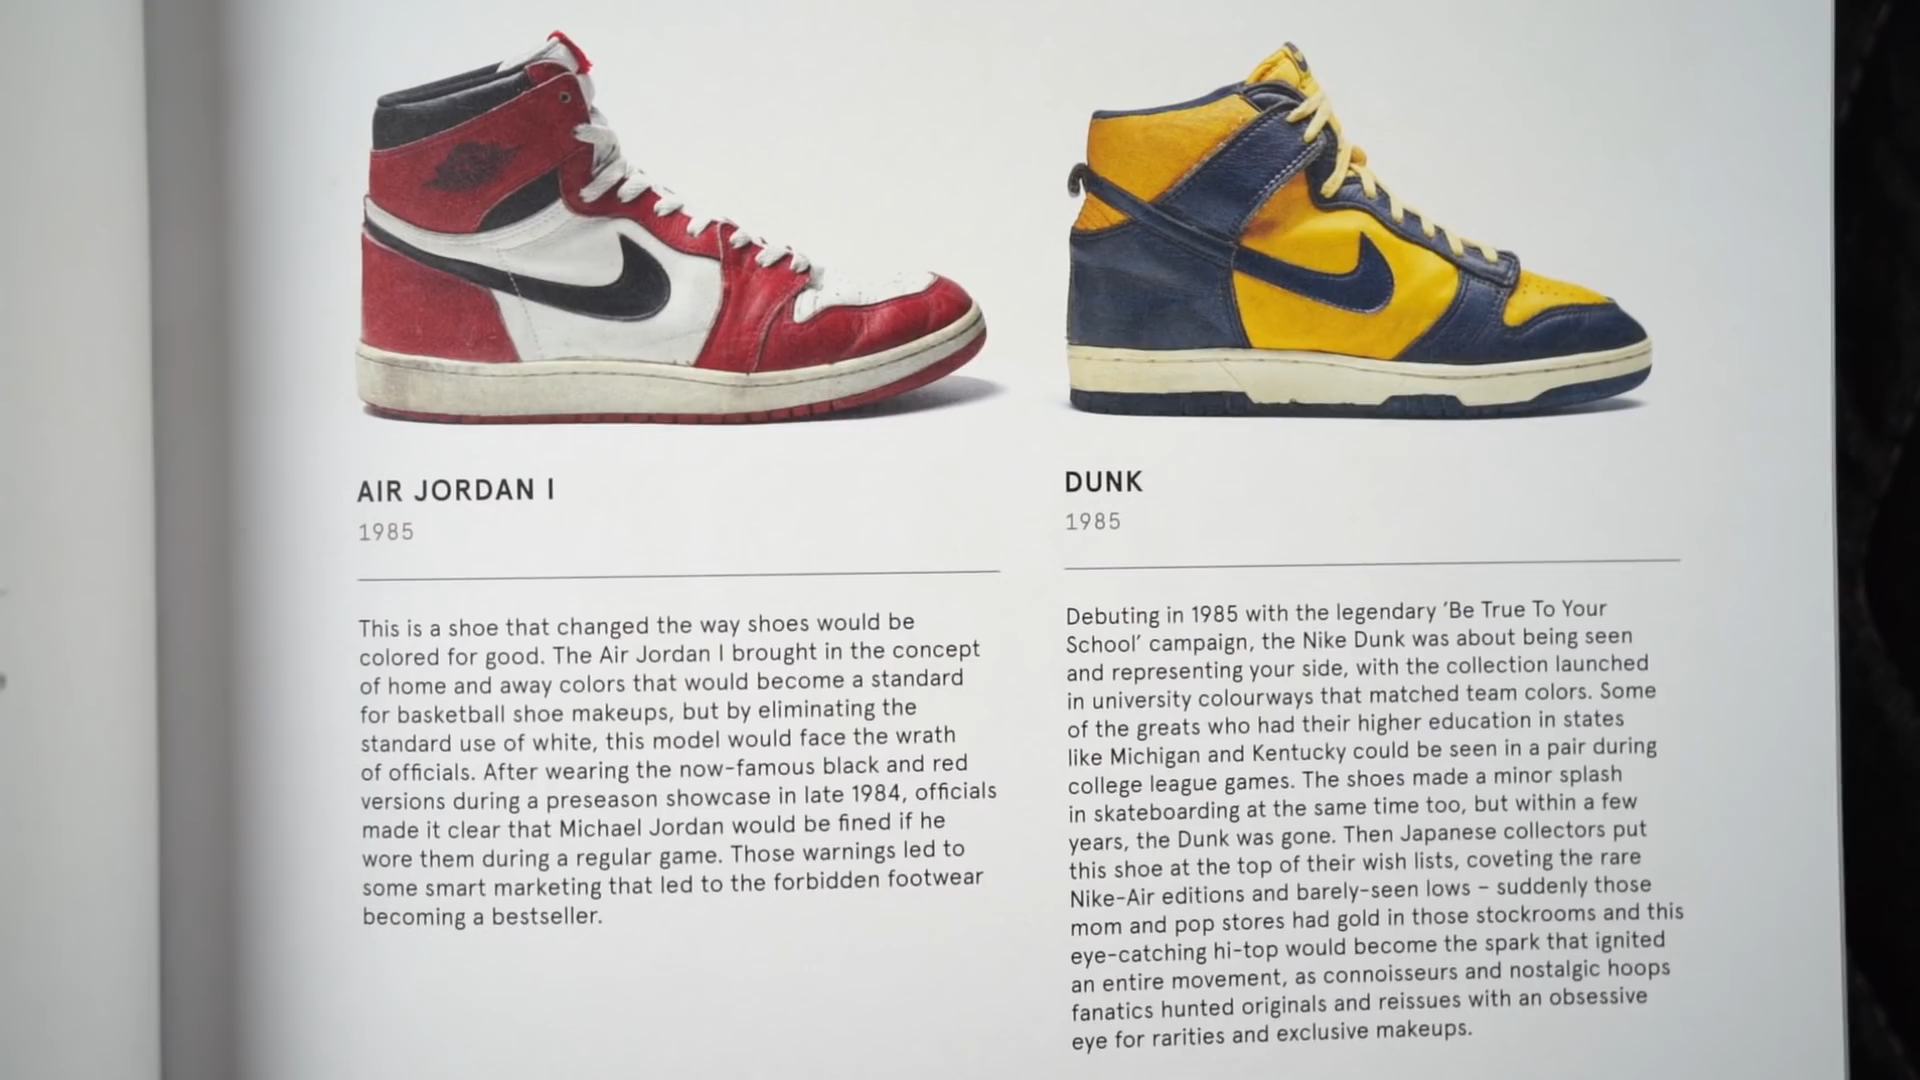 AIR JORDAN I
1985
This is a shoe that changed the way shoes would be
colored for good. The Air Jordan I brought in the concept
of home and away colors that would become a standard
for basketball shoe makeups, but by eliminating the
standard use of white, this model would face the wrath
of officials. After wearing the now-famous black and red
versions during a preseason showcase in late 1984, officials
made it clear that Michael Jordan would be fined if he
wore them during a regular game. Those warnings led to
some smart marketing that led to the forbidden footwear
becoming a bestseller.
DUNK
1985
Debuting in 1985 with the legendary ‘Be True To Your
School’ campaign, the Nike Dunk was about being seen
and representing your side, with the collection launched
in university colourways that matched team colors. Some
of the greats who had their higher education in states
like Michigan and Kentucky could be seen in a pair during
college league games. The shoes made a minor splash
in skateboarding at the same time too, but within a few
years, the Dunk was gone. Then Japanese collectors put
this shoe at the top of their wish lists, coveting the rare
Nike-Air editions and barely-seen lows – suddenly those
mom and pop stores had gold in those stockrooms and this
eye-catching hi-top would become the spark that ignited
an entire movement, as connoisseurs and nostalgic hoops
fanatics hunted originals and reissues with an obsessive
eye for rarities and exclusive makeups.